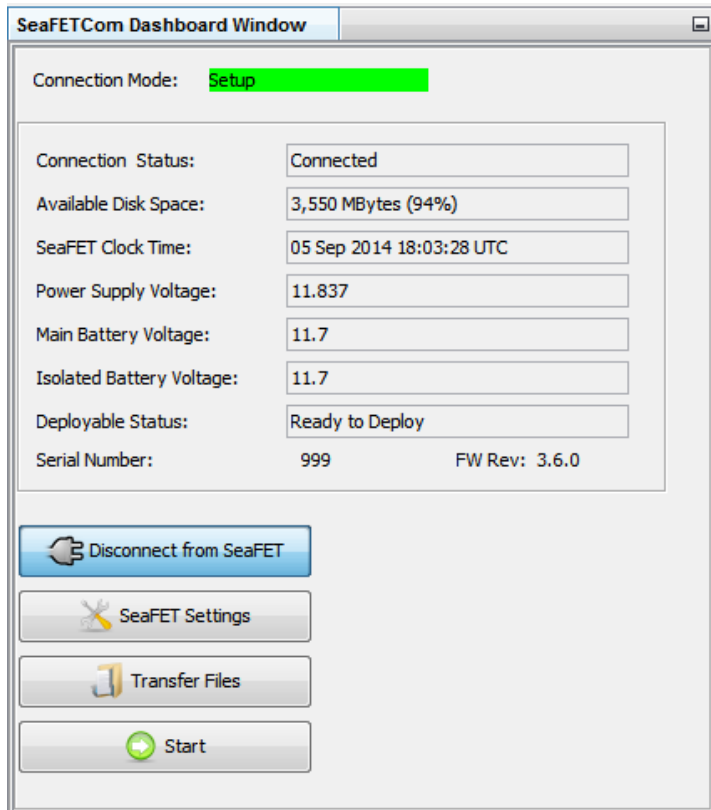 SeaFETCom Dashboard Window
Connection Mode: Setup
Connection Status: Connected
Available Disk Space: 3,550 MBytes (94%)
SeaFET Clock Time: 05 Sep 2014 18:03:28 UTC
Power Supply Voltage: 11.837
Main Battery Voltage: 11.7
Isolated Battery Voltage: 11.7
Deployable Status: Ready to Deploy
Serial Number: 999 FW Rev: 3.6.0
Disconnect from SeaFET
SeaFET Settings
Transfer Files
Start